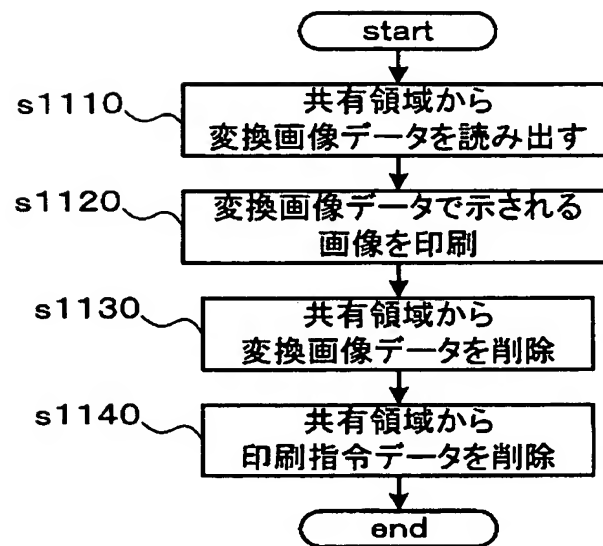 start
s1110
共有領域から
変換画像データを読み出す
s1120
変換画像データで示される
画像を印刷
s1130
共有領域から
変換画像データを削除
s1140
共有領域から
印刷指令データを削除
end